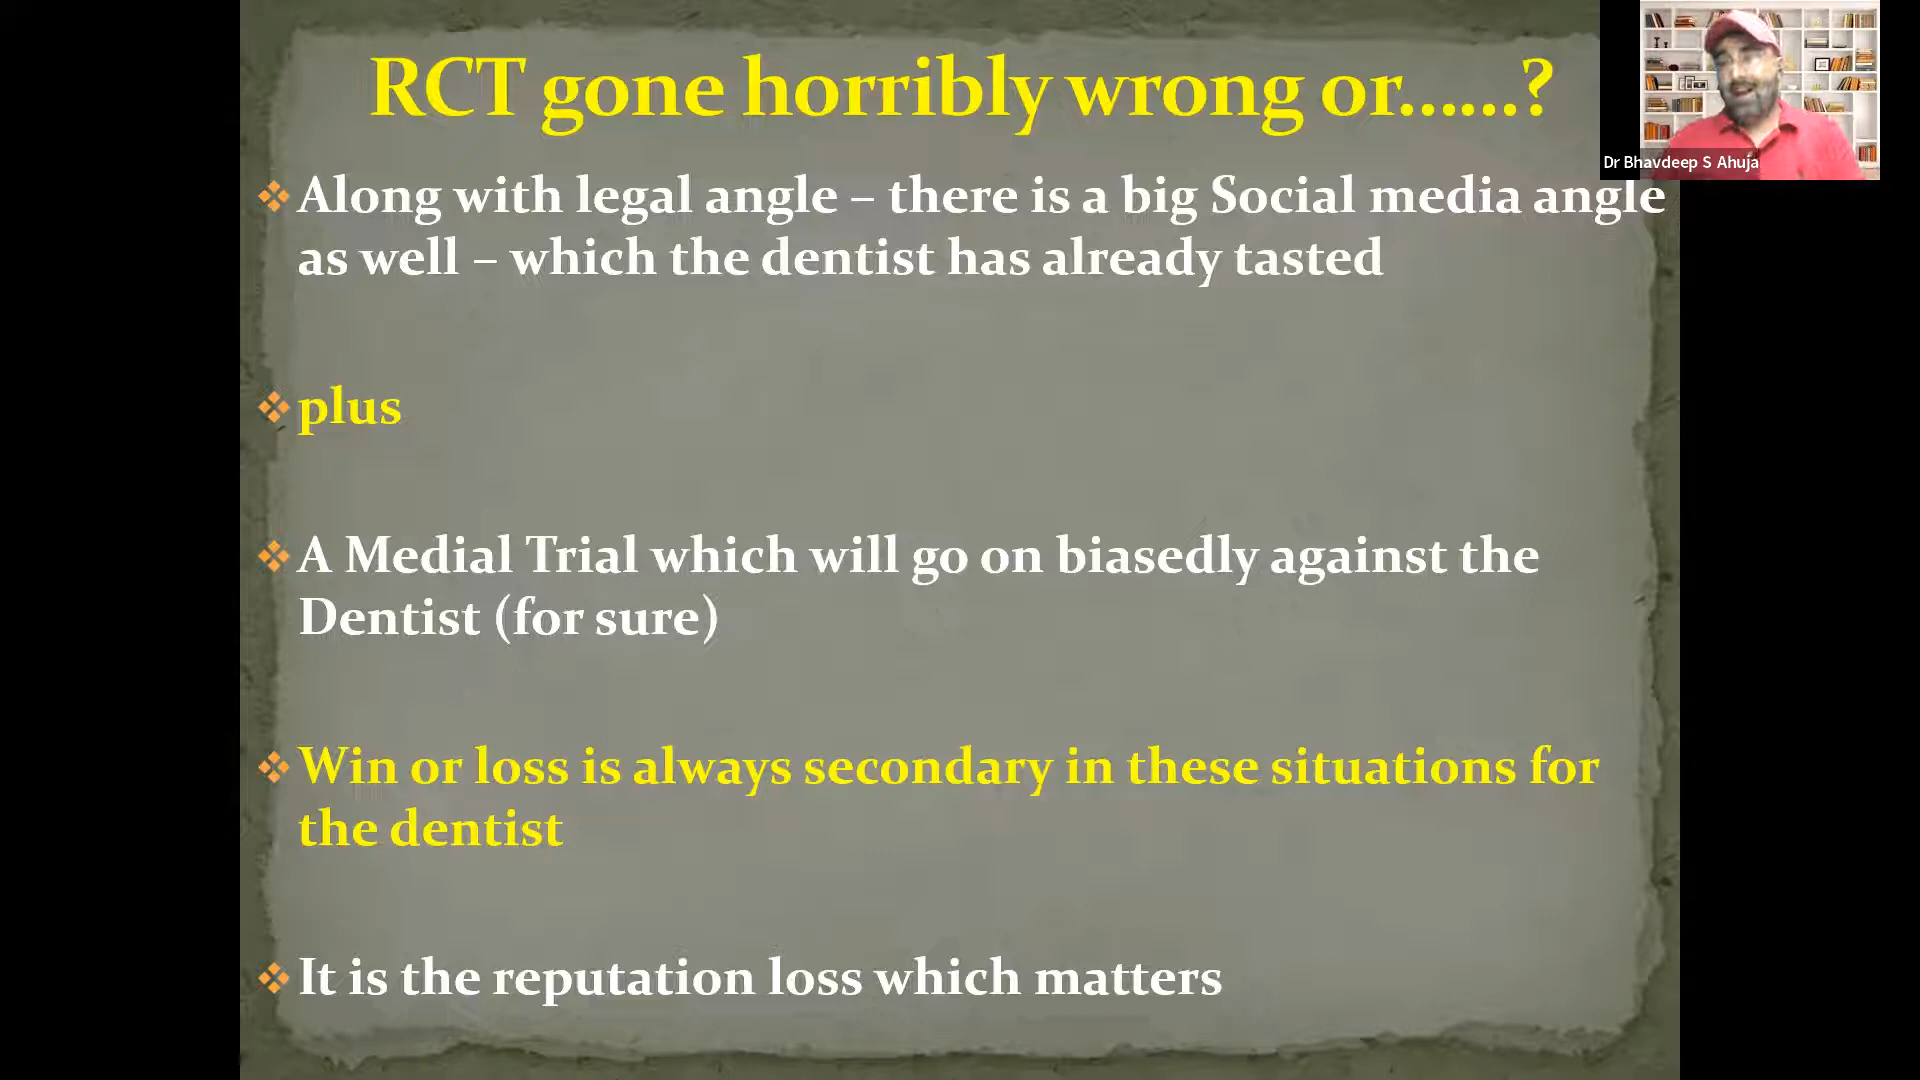 RCT gone horribly wrong or......?
Dr Bhavdeep S Ahuja
Along with legal angle – there is a big Social media angle
as well – which the dentist has already tasted
plus
A Medial Trial which will go on biasedly against the
Dentist (for sure)
Win or loss is always secondary in these situations for
the dentist
It is the reputation loss which matters